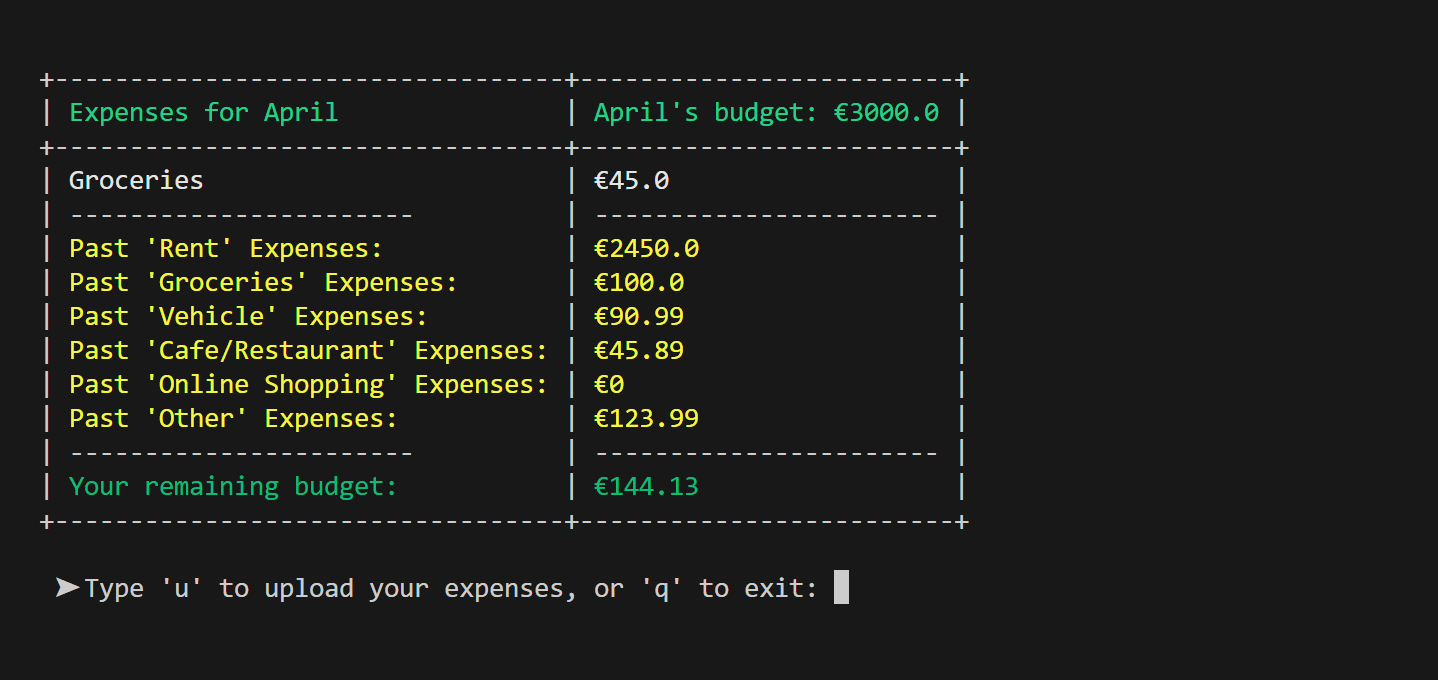 +----------------------------------+-------------------------+
| Expenses for April               | April's budget: €3000.0 |
+----------------------------------+-------------------------+
| Groceries                        | €45.0                   |
| -----------------------          | ----------------------- |
| Past 'Rent' Expenses:            | €2450.0                 |
| Past 'Groceries' Expenses:       | €100.0                  |
| Past 'Vehicle' Expenses:         | €90.99                  |
| Past 'Cafe/Restaurant' Expenses: | €45.89                  |
| Past 'Online Shopping' Expenses: | €0                      |
| Past 'Other' Expenses:           | €123.99                 |
| -----------------------          | ----------------------- |
| Your remaining budget:           | €144.13                 |
+----------------------------------+-------------------------+
➤Type 'u' to upload your expenses, or 'q' to exit: